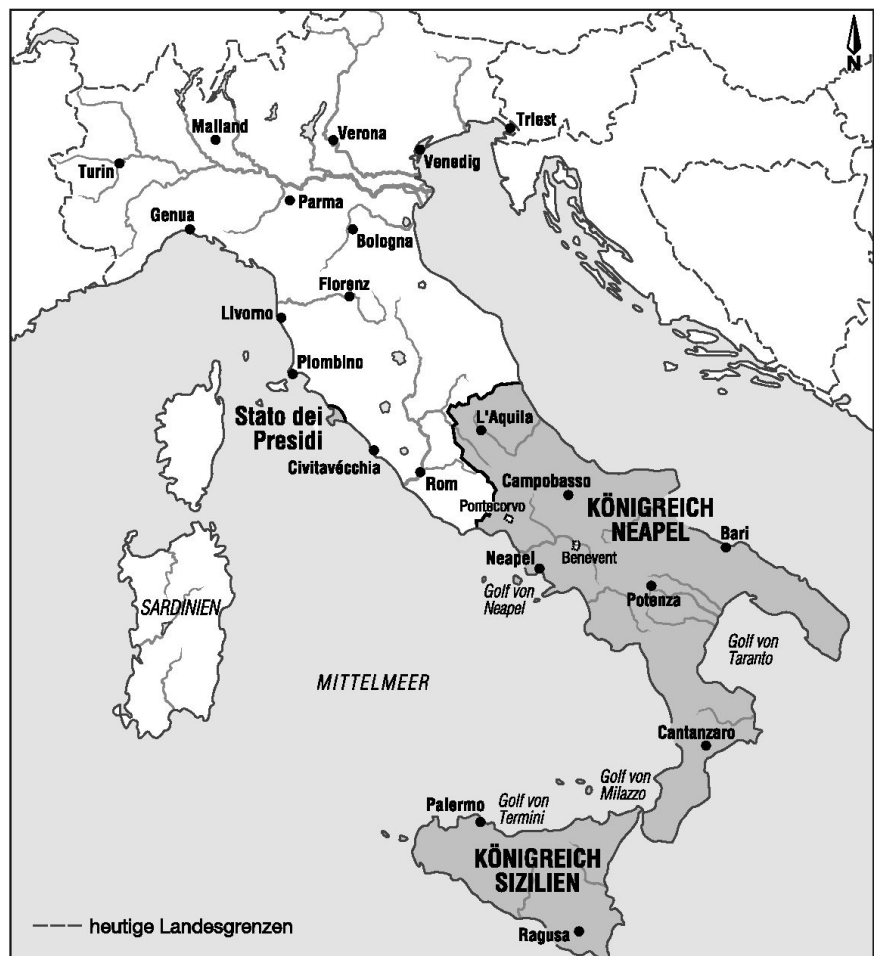 N
Mailand
Verona
Triest
Venedig
Turin
Parma
Genua
Bologna
Florenz
Livorno
Piombino
Stato dei
Presidi
L'Aquila
Civitavécchia
Rom
Campobasso
Pontecorvo
KÖNIGREICH
NEAPEL
Bari
Neapel
Benevent
Golf von
Neapel
Potenza
SARDINIEN
Golf von
Taranto
MITTELMEER
Cantanzaro
Golf von
Milazzo
Palermo
Golf von
Termini
KÖNIGREICH
SIZILIEN
heutige Landesgrenzen
Ragusa